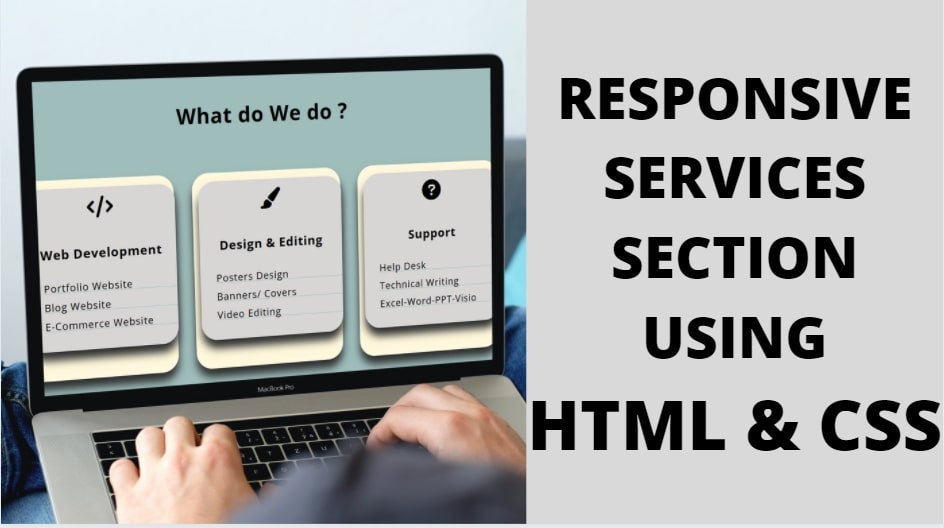 What do We do ?
</>
Web Development
Portfolio Website
Blog Website
E-Commerce Website
Design & Editing
Posters Design
Banners/ Covers
Video Editing
?
Support
Help Desk
Technical Writing
Excel-Word-PPT-Visio
MacBook Pro
RESPONSIVE
SERVICES
SECTION
USING
HTML & CSS